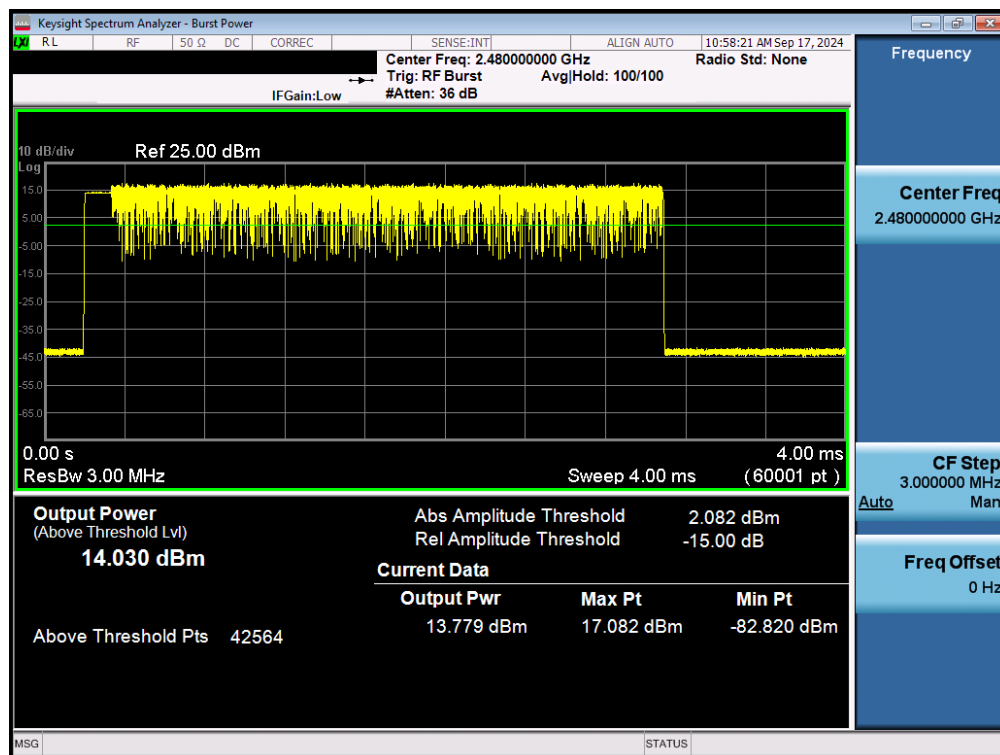 Keysight Spectrum Analyzer - Burst Power
LXI RL RF 50 Ω DC CORREC SENSE:INT ALIGN AUTO 10:58:21 AM Sep 17, 2024
Center Freq: 2.480000000 GHz Radio Std: None
Trig: RF Burst Avg|Hold: 100/100
IFGain:Low #Atten: 36 dB
10 dB/div Ref 25.00 dBm
Log
15.0
5.00
-5.00
-15.0
-25.0
-35.0
-45.0
-55.0
-65.0
0.00 s 4.00 ms
ResBw 3.00 MHz Sweep 4.00 ms (60001 pt )
Output Power
(Above Threshold Lvl)
14.030 dBm
Above Threshold Pts 42564
Abs Amplitude Threshold 2.082 dBm
Rel Amplitude Threshold -15.00 dB
Current Data
Output Pwr Max Pt Min Pt
13.779 dBm 17.082 dBm -82.820 dBm
Frequency
Center Freq
2.480000000 GHz
CF Step
3.000000 MHz
Auto Man
Freq Offset
0 Hz
MSG STATUS